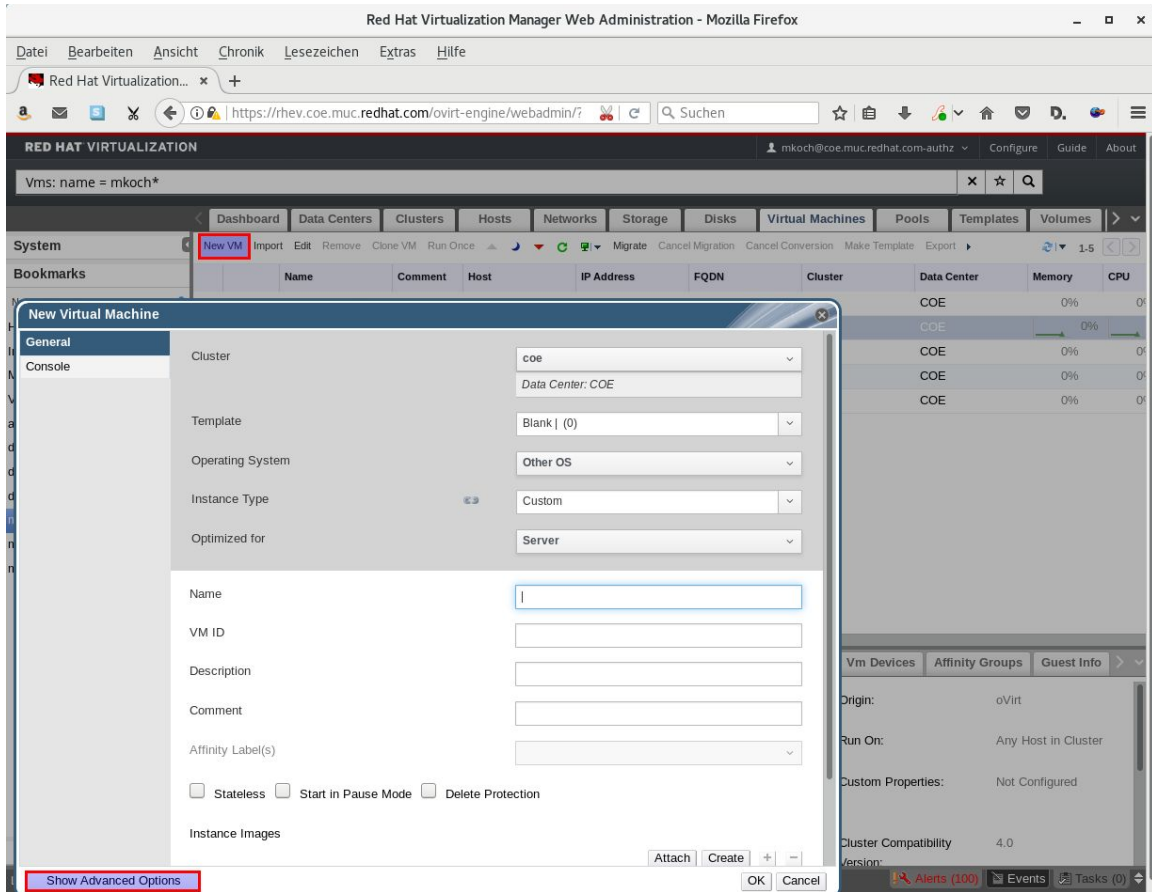 Red Hat Virtualization Manager Web Administration - Mozilla Firefox
Datei Bearbeiten Ansicht Chronik Lesezeichen Extras Hilfe
Red Hat Virtualization... × +
https://rhev.coe.muc.redhat.com/ovirt-engine/webadmin/? Suchen
RED HAT VIRTUALIZATION mkoch@coe.muc.redhat.com-authz Configure Guide About
Vms: name = mkoch*
Dashboard Data Centers Clusters Hosts Networks Storage Disks Virtual Machines Pools Templates Volumes
System New VM Import Edit Remove Clone VM Run Once Migrate Cancel Migration Cancel Conversion Make Template Export 1-5
Bookmarks Name Comment Host IP Address FQDN Cluster Data Center Memory CPU
COE 0%
COE 0%
COE 0%
COE 0%
COE 0%
New Virtual Machine
General
Console
Cluster coe
Data Center: COE
Template Blank | (0)
Operating System Other OS
Instance Type Custom
Optimized for Server
Name
VM ID
Description
Comment
Affinity Label(s)
Stateless Start in Pause Mode Delete Protection
Instance Images
Attach Create + −
Show Advanced Options OK Cancel
Vm Devices Affinity Groups Guest Info
Origin: oVirt
Run On: Any Host in Cluster
Custom Properties: Not Configured
Cluster Compatibility Version: 4.0
Alerts (100) Events Tasks (0)